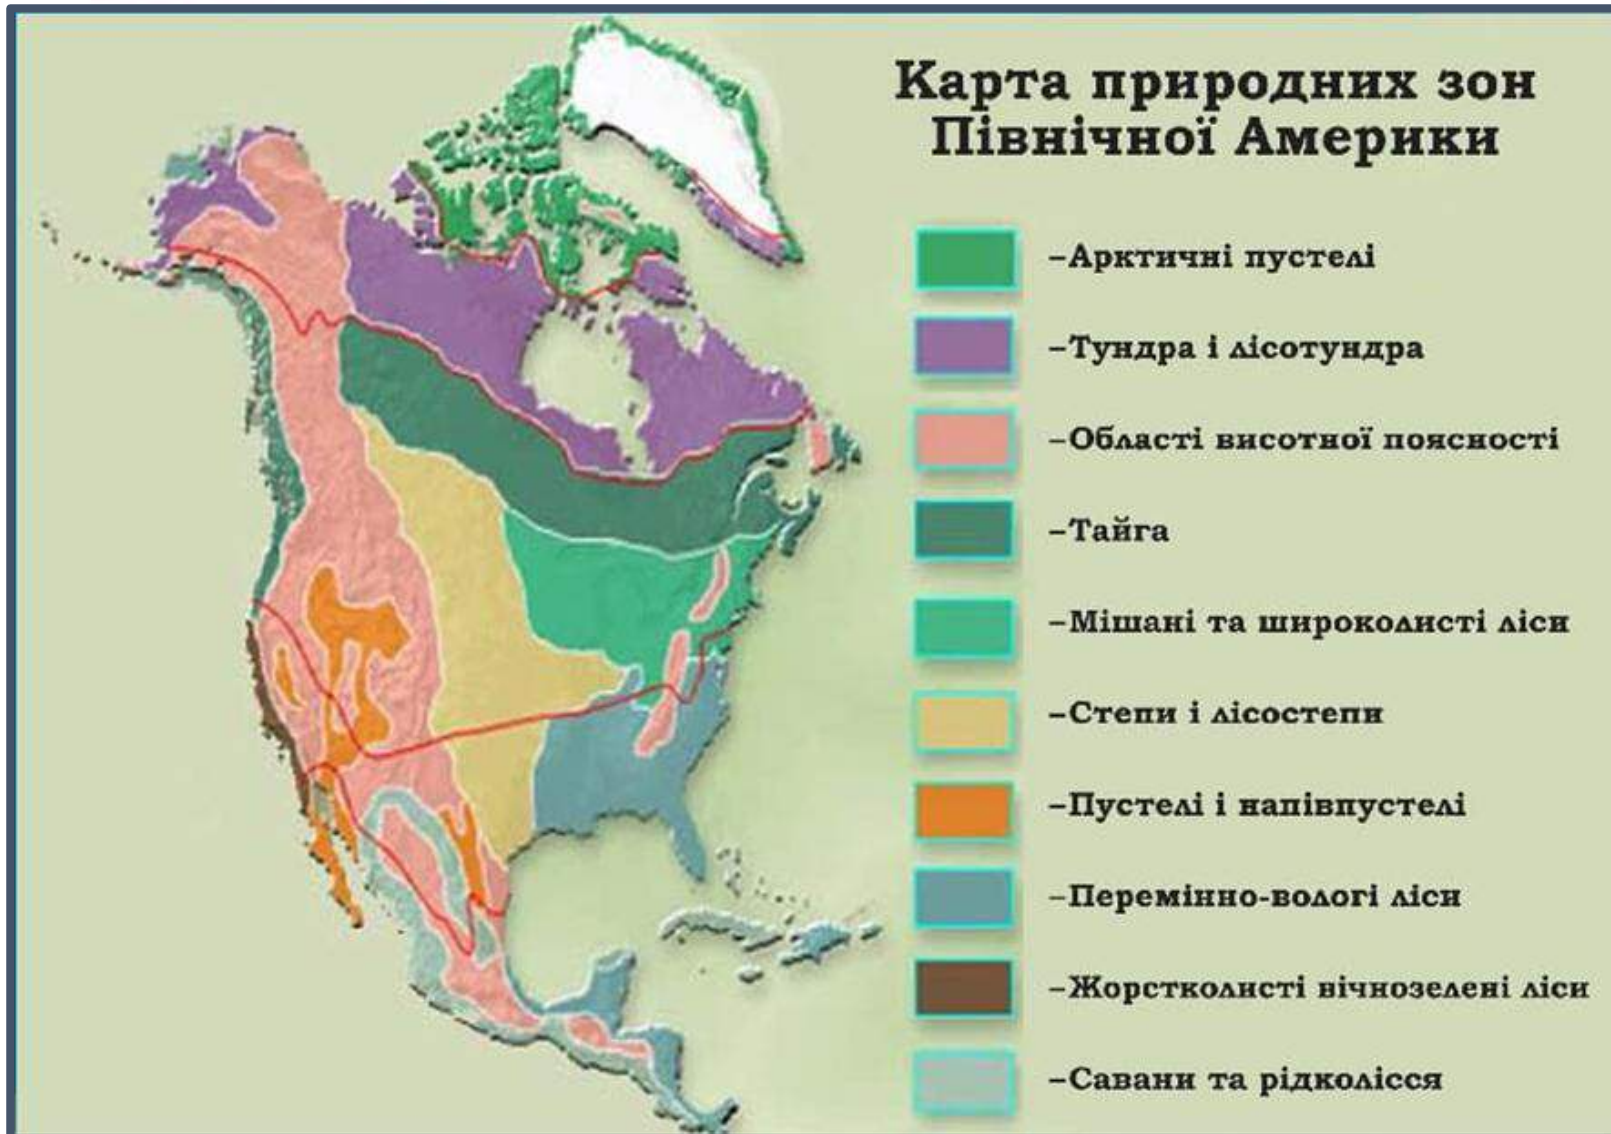 Карта природних зон
Північної Америки
–Арктичні пустелі
–Тундра і лісотундра
–Області висотної поясності
–Тайга
–Мішані та широколисті ліси
–Степи і лісостепи
–Пустелі і напівпустелі
–Перемінно-вологі ліси
–Жорстколисті вічнозелені ліси
–Савани та рідколісся